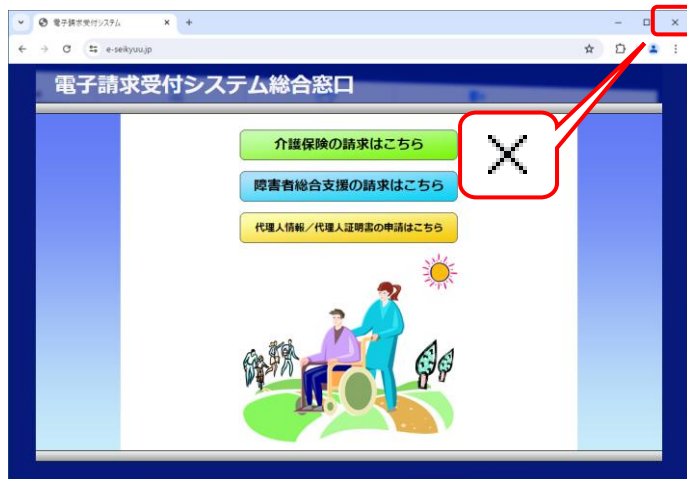 電子請求受付システム
e-seikyuu.jp
電子請求受付システム総合窓口
介護保険の請求はこちら
障害者総合支援の請求はこちら
代理人情報／代理人証明書の申請はこちら